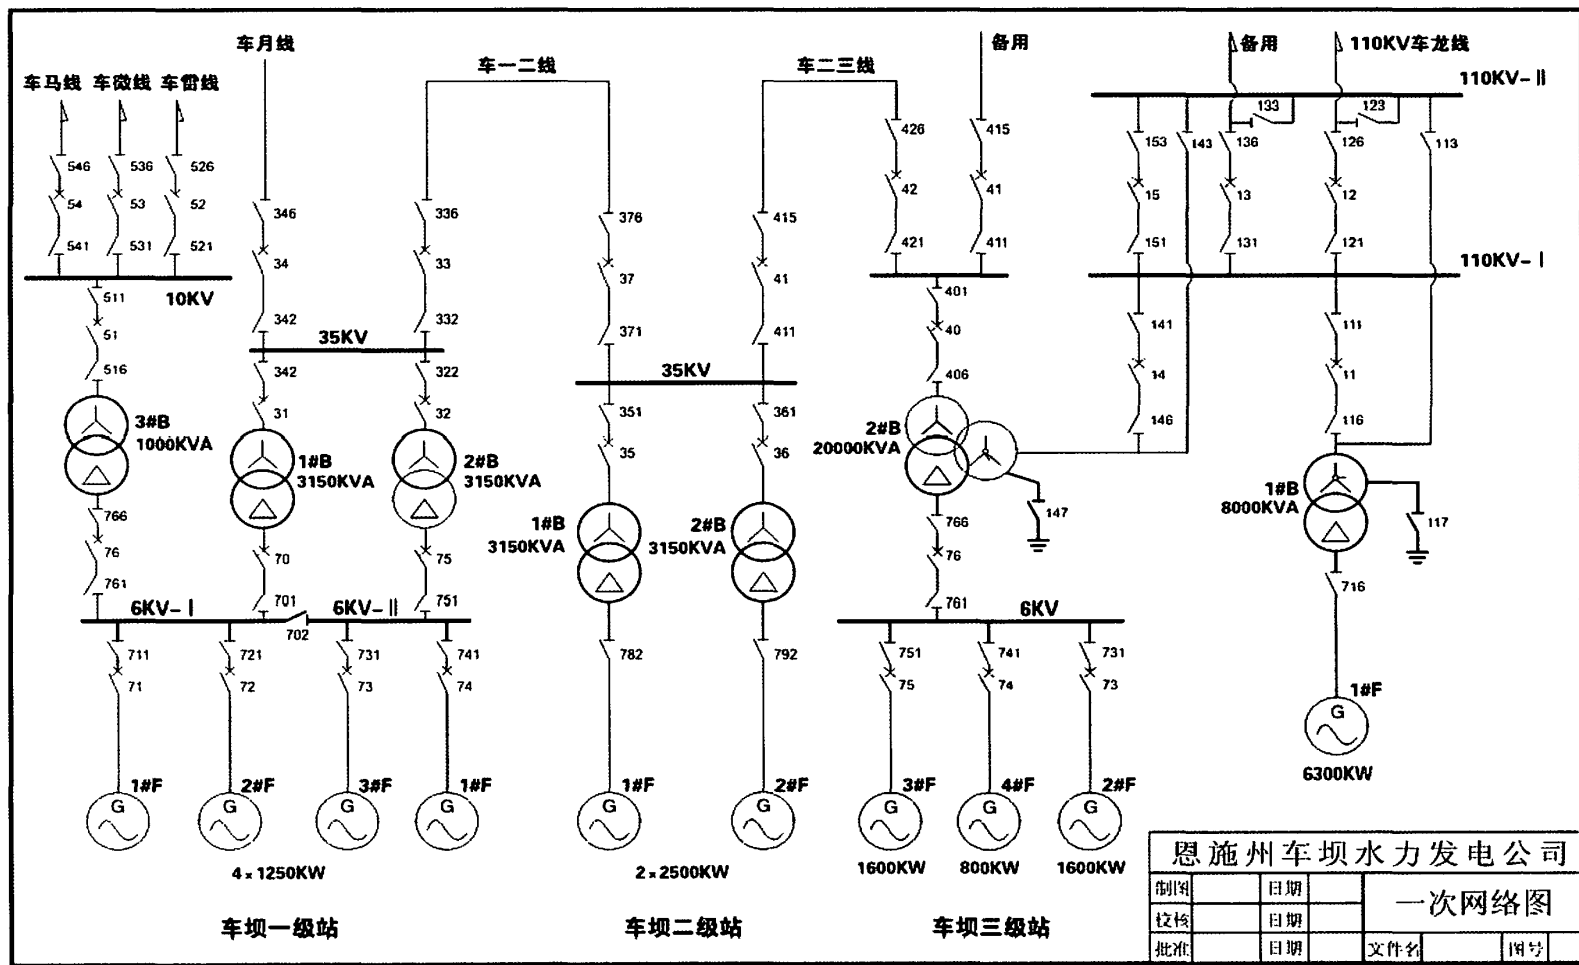 车月线
备用
备用
110KV车龙线
车一二线
车二三线
车马线
车微线
车雷线
110KV-Ⅱ
133
123
546
536
526
426
415
153
143
136
126
113
54
53
52
42
41
15
13
12
541
531
521
346
336
376
415
421
411
151
131
121
34
33
37
41
110KV-Ⅰ
10KV
511
401
51
342
332
371
411
40
141
111
516
35KV
406
14
11
342
322
35KV
31
32
351
361
146
116
3#B
1000KVA
35
36
2#B
20000KVA
1#B
3150KVA
2#B
3150KVA
1#B
8000KVA
766
1#B
3150KVA
2#B
3150KVA
766
147
117
76
70
75
76
761
701
751
761
716
6KV-Ⅰ
702
6KV-Ⅱ
6KV
711
721
731
741
782
792
751
741
731
71
72
73
74
75
74
73
1#F
G
6300KW
1#F
2#F
3#F
1#F
1#F
2#F
3#F
4#F
2#F
G
G
G
G
G
G
G
G
G
4×1250KW
2×2500KW
1600KW
800KW
1600KW
车坝一级站
车坝二级站
车坝三级站
恩施州车坝水力发电公司
制图
日期
一次网络图
校核
日期
批准
日期
文件名
图号